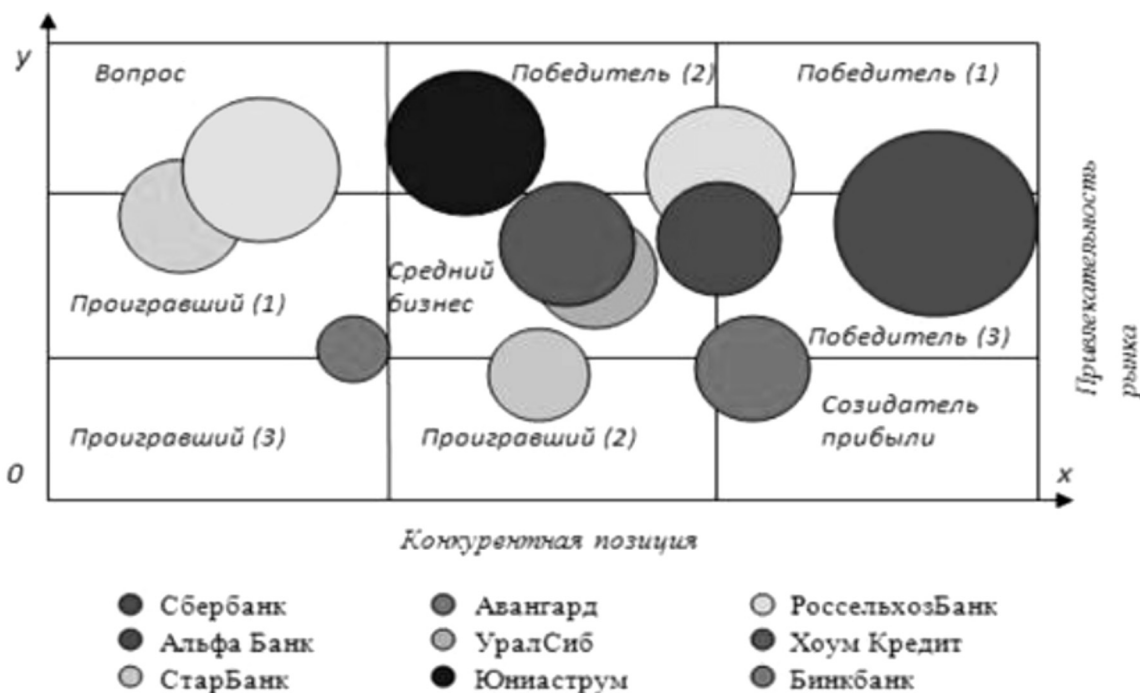 y
Вопрос
Победитель (2)
Победитель (1)
Средний
бизнес
Проигравший (1)
Победитель (3)
Привлекательность
рынка
Созидатель
прибыли
Проигравший (3)
Проигравший (2)
0
x
Конкурентная позиция
Сбербанк
Авангард
РоссельхозБанк
Альфа Банк
УралСиб
Хоум Кредит
СтарБанк
Юниаструм
Бинкбанк